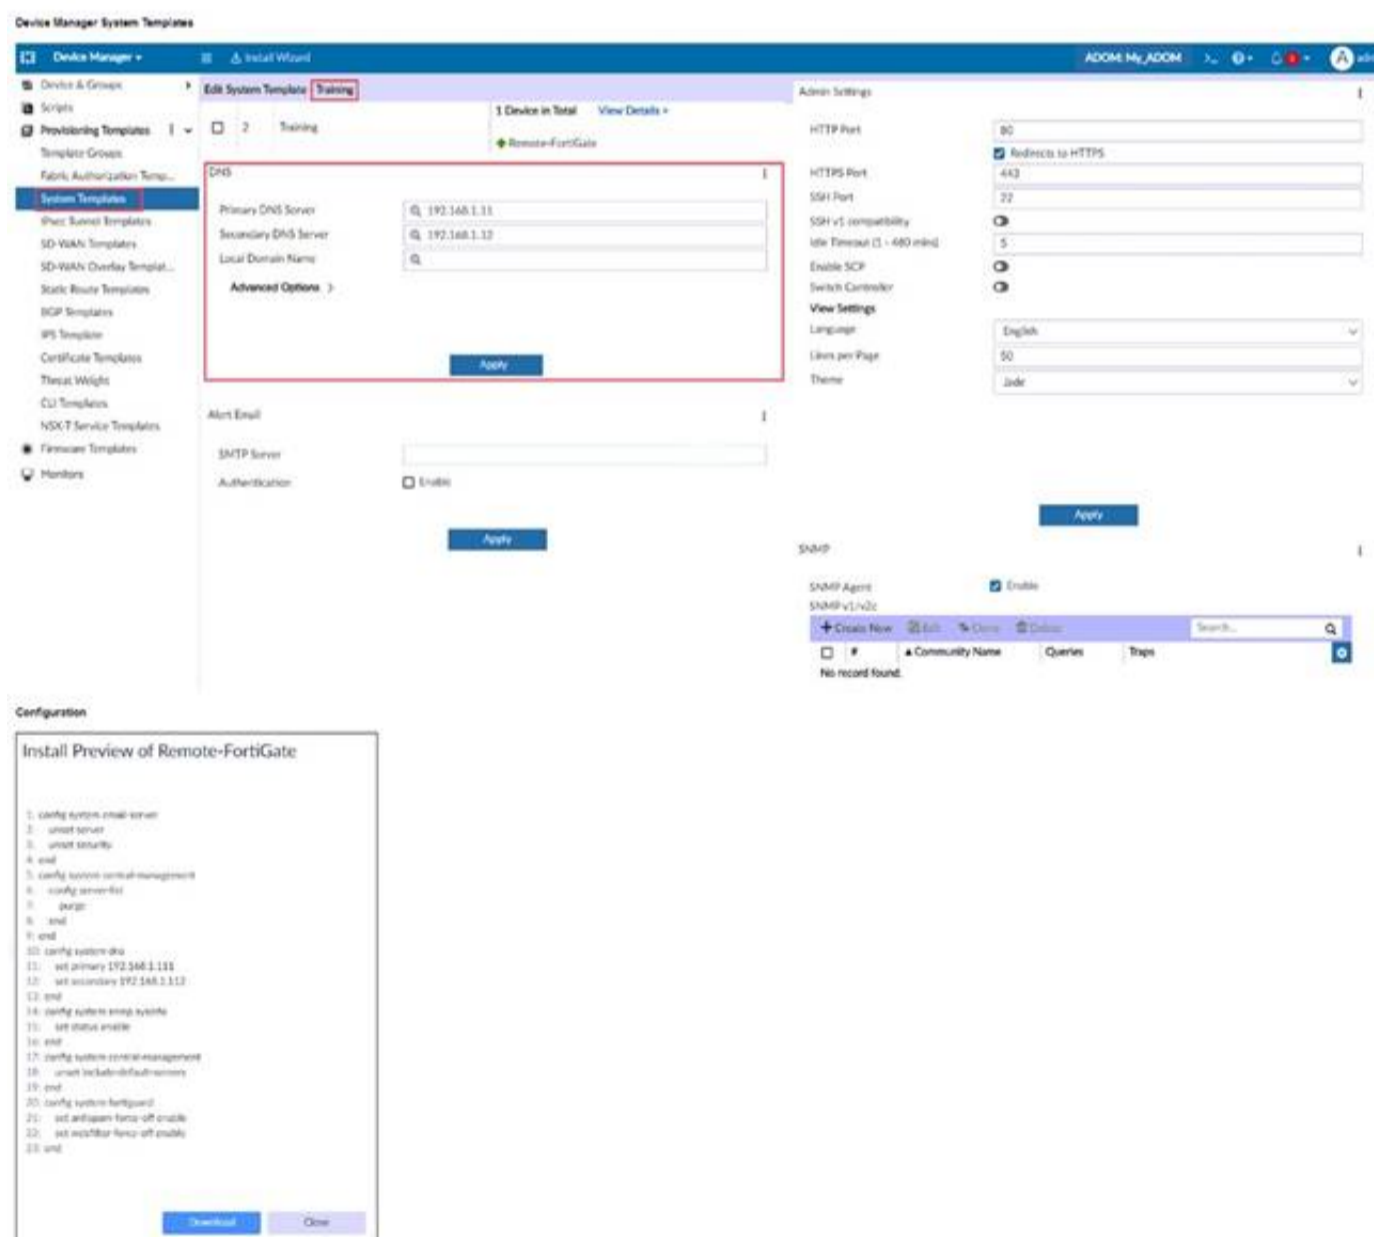 Device Manager System Templates
Device Manager
Install Wizard
ADOM: My_ADOM
A
Device & Groups
Scripts
Provisioning Templates
Template Groups
Fabric Authorization Temp...
System Templates
IPsec Tunnel Templates
SD-WAN Templates
SD-WAN Overlay Templat...
Static Route Templates
BGP Templates
IPS Template
Certificate Templates
Threat Weight
CLI Templates
NSX-T Service Templates
Firmware Templates
Monitors
Edit System Template Training
2 Training
1 Device in Total View Details >
Remote-FortiGate
DNS
Primary DNS Server 192.168.1.11
Secondary DNS Server 192.168.1.12
Local Domain Name
Advanced Options >
Apply
Alert Email
SMTP Server
Authentication Enable
Apply
Admin Settings
HTTP Port 80
Redirects to HTTPS
HTTPS Port 443
SSH Port 22
SSH v1 compatibility
Idle Timeout (1 - 480 mins) 5
Enable SCP
Switch Controller
View Settings
Language English
Lines per Page 50
Theme Jade
Apply
SNMP
SNMP Agent Enable
SNMP v1/v2c
+ Create New Edit Clone Delete Search...
# Community Name Queries Traps
No record found.
Configuration
Install Preview of Remote-FortiGate
1: config system email-server
2: unset server
3: unset security
4: end
5: config system central-management
6: config server-list
7: purge
8: end
9: end
10: config system dns
11: set primary 192.168.1.111
12: set secondary 192.168.1.112
13: end
14: config system snmp sysinfo
15: set status enable
16: end
17: config system central-management
18: unset include-default-servers
19: end
20: config system fortiguard
21: set antispam-force-off enable
22: set webfilter-force-off enable
23: end
Download Close